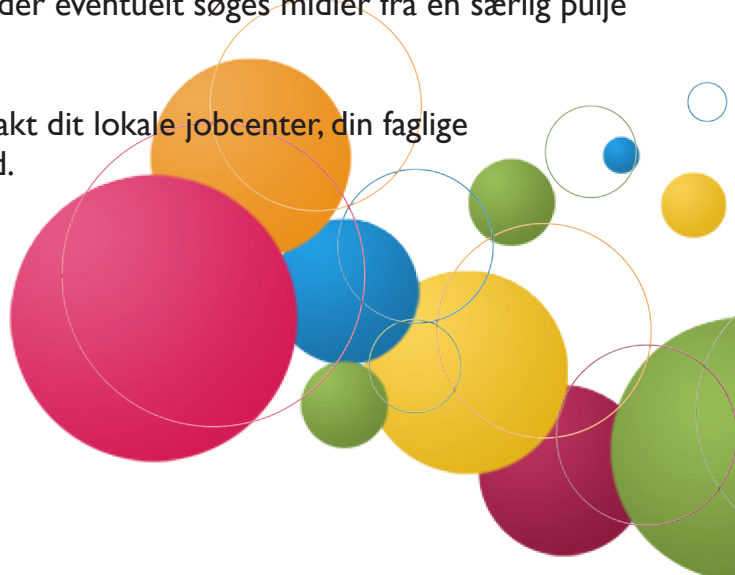 der eventuelt søges midler fra en særlig pulje
akt dit lokale jobcenter, din faglige
d.